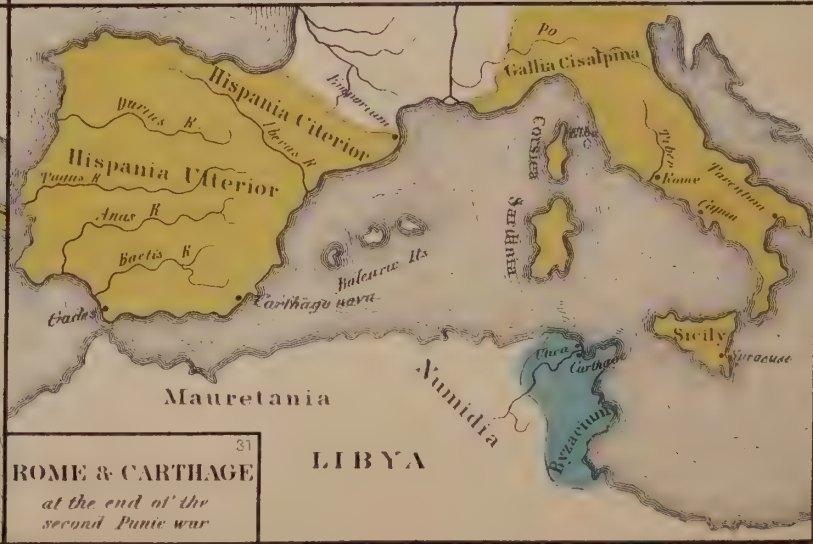 Po
Gallia Cisalpina
Hispania Citerior
Emporium
Iberus R
Durius R.
Hispania Ulterior
Tagus R
Anas R
Baetis R
Gades
Carthago nova
Balearic Is
Corsica
Elba
Sardinia
Tiber
Rome
Capua
Tarentum
Sicily
Syracuse
Utica
Carthage
Byzacium
Numidia
Mauretania
LIBYA
31
ROME & CARTHAGE
at the end of the
second Punic war